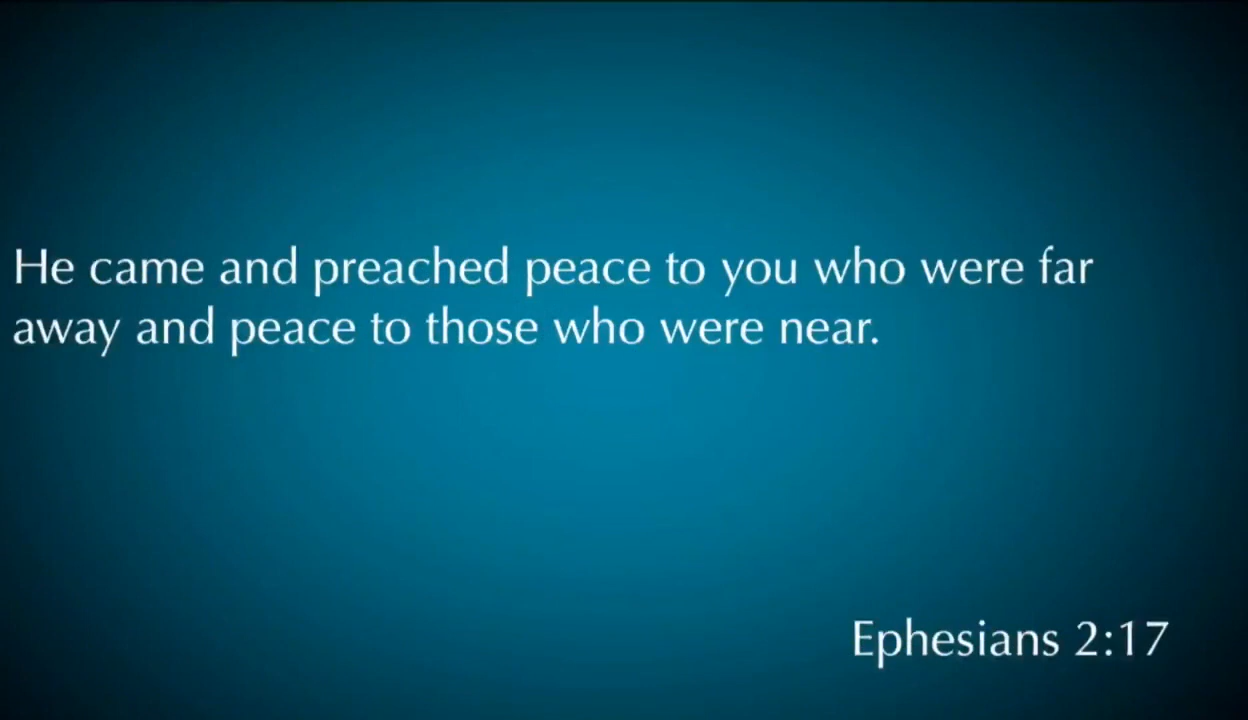 He came and preached peace to you who were far
away and peace to those who were near.
Ephesians 2:17